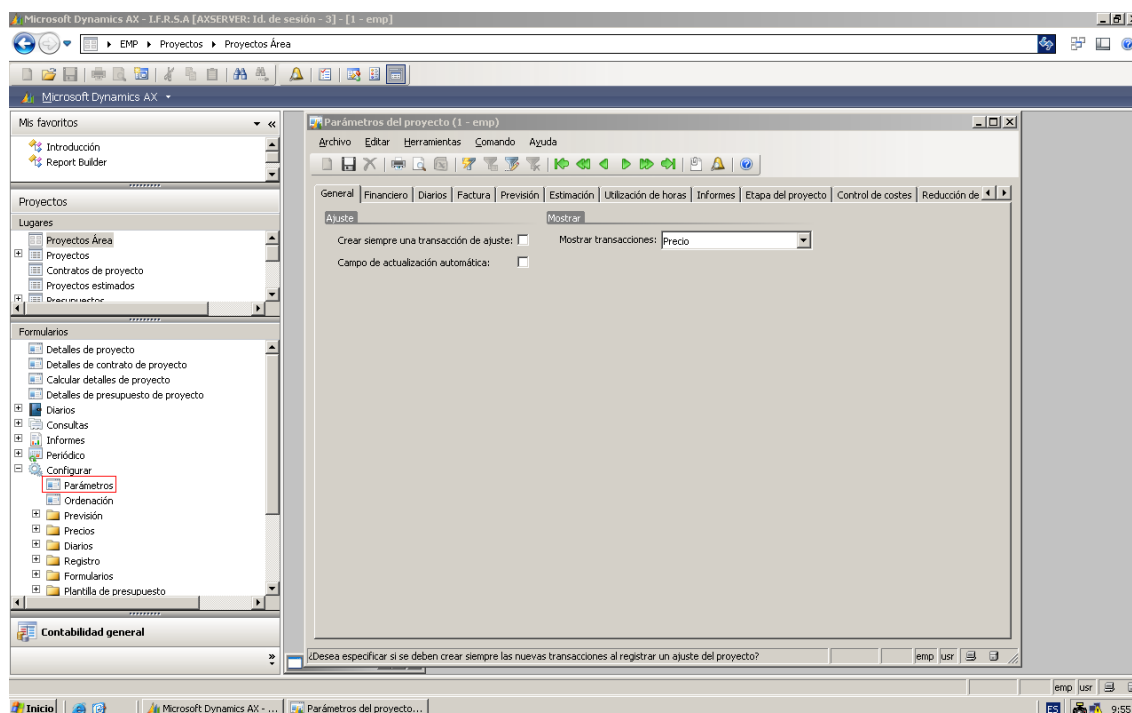 Microsoft Dynamics AX - I.F.R.S.A [AXSERVER: Id. de sesión - 3] - [1 - emp]
EMP ▸ Proyectos ▸ Proyectos Área
Microsoft Dynamics AX
Mis favoritos
Introducción
Report Builder
Proyectos
Lugares
Proyectos Área
Proyectos
Contratos de proyecto
Proyectos estimados
Presupuestos
Formularios
Detalles de proyecto
Detalles de contrato de proyecto
Calcular detalles de proyecto
Detalles de presupuesto de proyecto
Diarios
Consultas
Informes
Periódico
Configurar
Parámetros
Ordenación
Previsión
Precios
Diarios
Registro
Formularios
Plantilla de presupuesto
Contabilidad general
Parámetros del proyecto (1 - emp)
Archivo Editar Herramientas Comando Ayuda
General Financiero Diarios Factura Previsión Estimación Utilización de horas Informes Etapa del proyecto Control de costes Reducción de
Ajuste Mostrar
Crear siempre una transacción de ajuste: Mostrar transacciones: Precio
Campo de actualización automática:
¿Desea especificar si se deben crear siempre las nuevas transacciones al registrar un ajuste del proyecto? emp usr
emp usr
Inicio Microsoft Dynamics AX - ... Parámetros del proyecto... ES 9:55